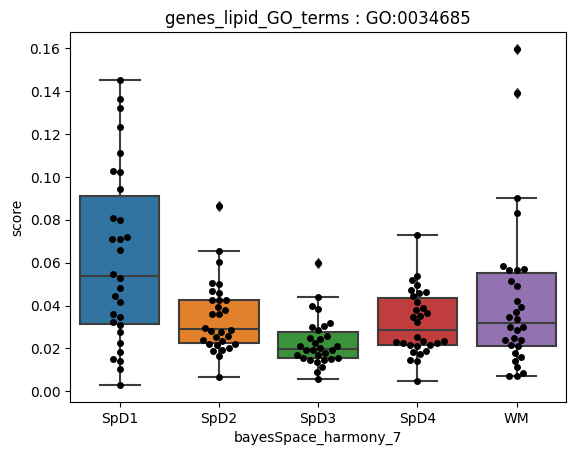 genes_lipid_GO_terms : GO:0034685
0.16
0.14
0.12
0.10
0.08
0.06
0.04
0.02
0.00
score
SpD1 SpD2 SpD3 SpD4 WM
bayesSpace_harmony_7